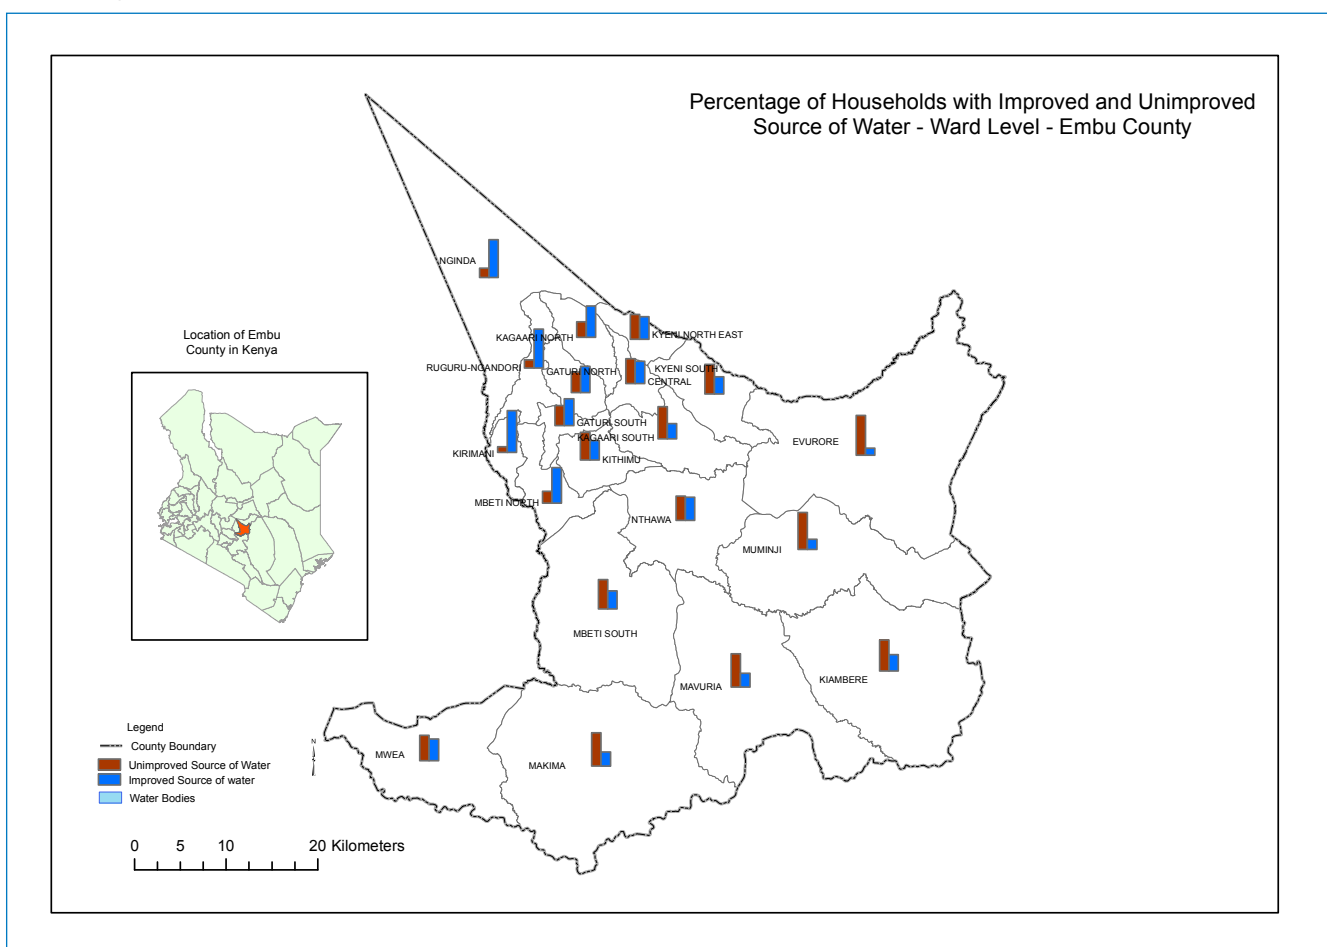 Percentage of Households with Improved and Unimproved
Source of Water - Ward Level - Embu County
NGINDA
Location of Embu
County in Kenya
KAGAARI NORTH
KYENI NORTH EAST
RUGURU-NGANDORI
GATURI NORTH
KYENI SOUTH
CENTRAL
GATURI SOUTH
KAGAARI SOUTH
EVURORE
KIRIMANI
KITHIMU
MBETI NORTH
NTHAWA
MUMINJI
MBETI SOUTH
MAVURIA
KIAMBERE
MWEA
MAKIMA
Legend
County Boundary
Unimproved Source of Water
Improved Source of water
Water Bodies
N
0 5 10 20 Kilometers